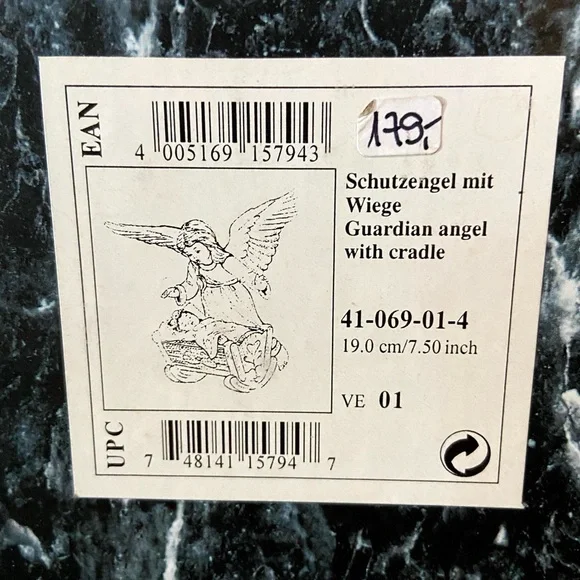 EAN
4 005169 157943
179,-
Schutzengel mit
Wiege
Guardian angel
with cradle
41-069-01-4
19.0 cm/7.50 inch
VE 01
UPC
7 48141 15794 7